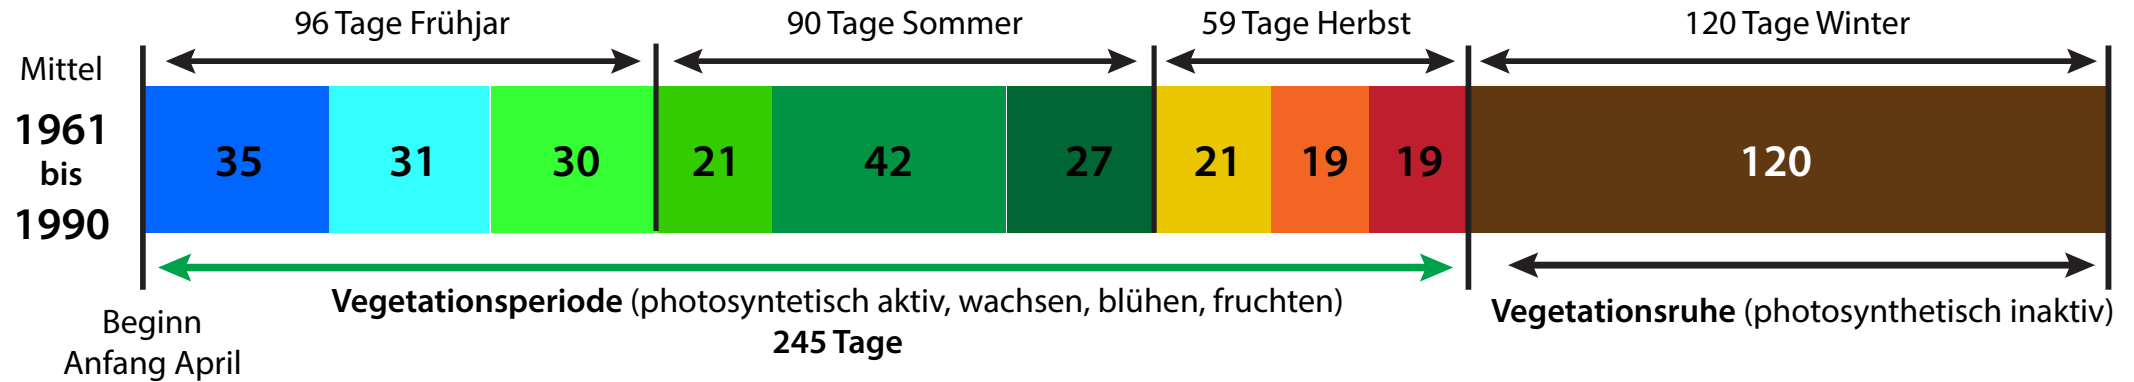 96 Tage Frühjar
90 Tage Sommer
59 Tage Herbst
120 Tage Winter
Mittel
1961
bis
1990
35
31
30
21
42
27
21
19
19
120
Vegetationsperiode (photosyntetisch aktiv, wachsen, blühen, fruchten)
245 Tage
Vegetationsruhe (photosynthetisch inaktiv)
Beginn
Anfang April